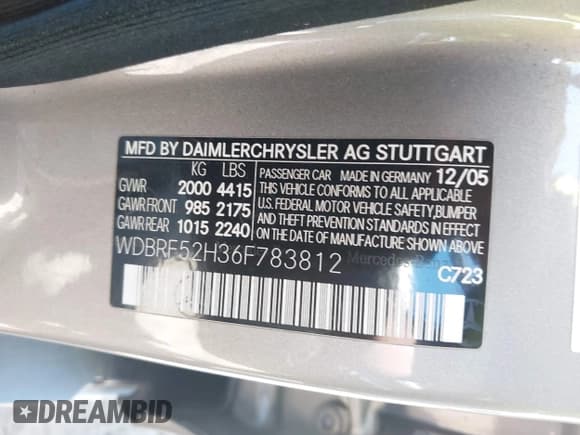 MFD BY DAIMLERCHRYSLER AG STUTTGART
KG LBS
GVWR 2000 4415
GAWR FRONT 985 2175
GAWR REAR 1015 2240
PASSENGER CAR MADE IN GERMANY 12/05
THIS VEHICLE CONFORMS TO ALL APPLICABLE
U.S. FEDERAL MOTOR VEHICLE SAFETY, BUMPER
AND THEFT PREVENTION STANDARDS IN EFFECT
ON THE DATE OF MANUFACTURE SHOWN ABOVE.
WDBRF52H36F783812 Mercedes-Benz
C723
DREAMBID